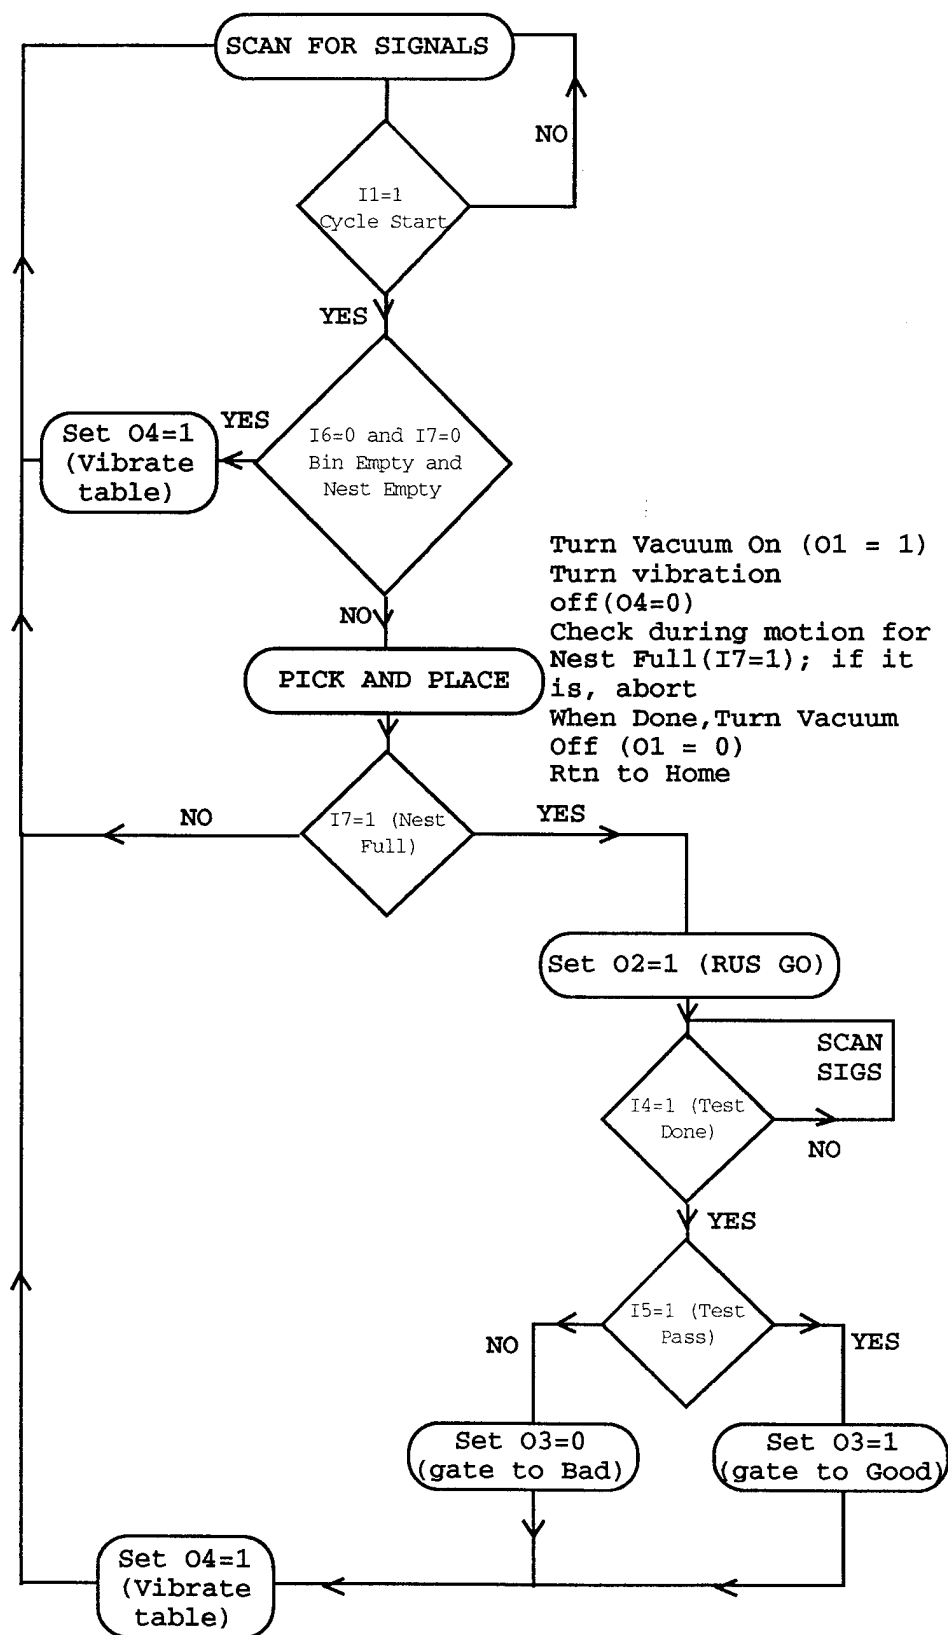 SCAN FOR SIGNALS
NO
I1=1
Cycle Start
YES
YES
Set O4=1
(Vibrate
table)
I6=0 and I7=0
Bin Empty and
Nest Empty
NO
PICK AND PLACE
Turn Vacuum On (O1 = 1)
Turn vibration
off(O4=0)
Check during motion for
Nest Full(I7=1); if it
is, abort
When Done,Turn Vacuum
Off (O1 = 0)
Rtn to Home
NO
I7=1 (Nest
Full)
YES
Set O2=1 (RUS GO)
SCAN
SIGS
I4=1 (Test
Done)
NO
YES
I5=1 (Test
Pass)
NO
YES
Set O3=0
(gate to Bad)
Set O3=1
(gate to Good)
Set O4=1
(Vibrate
table)